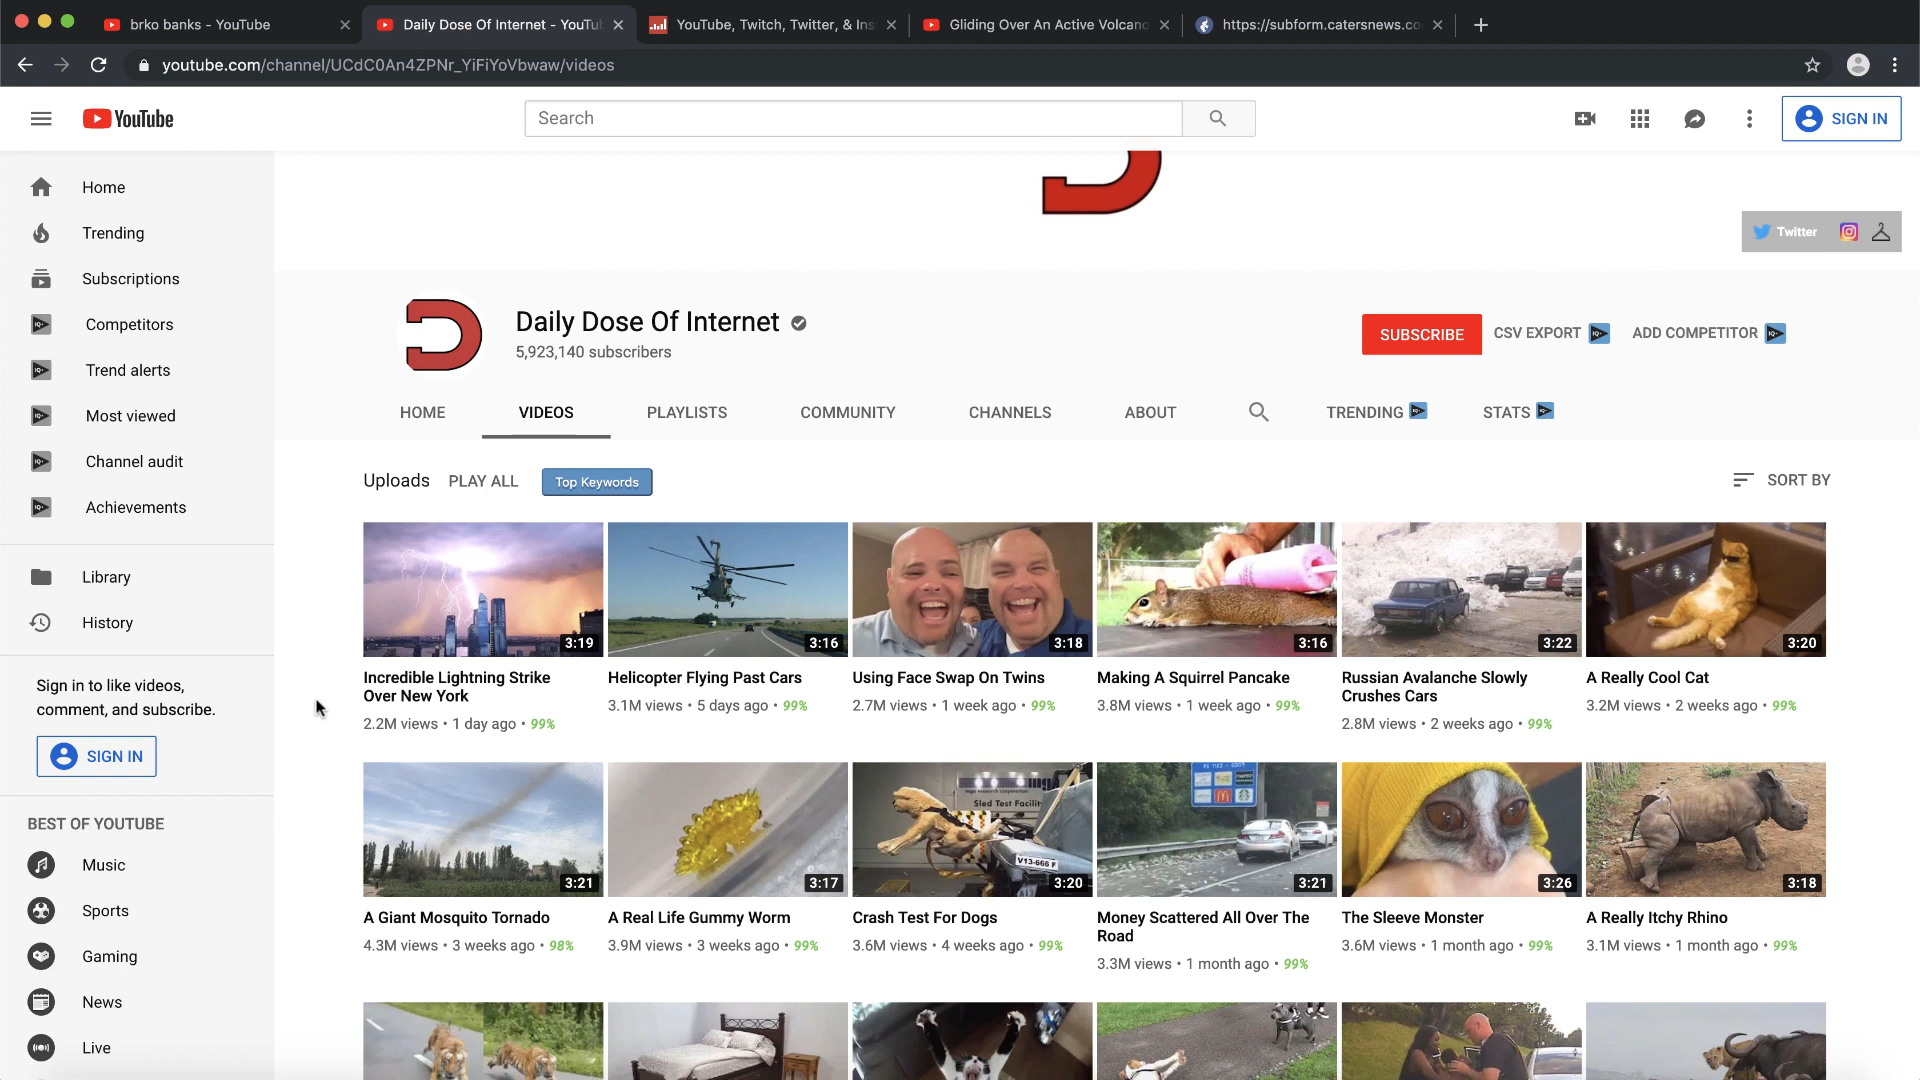 brko banks - YouTube
Daily Dose Of Internet - YouTu
YouTube, Twitch, Twitter, & Ins
Gliding Over An Active Volcano
https://subform.catersnews.co
youtube.com/channel/UCdC0An4ZPNr_YiFiYoVbwaw/videos
YouTube
Search
SIGN IN
Home
Trending
Subscriptions
Competitors
Trend alerts
Most viewed
Channel audit
Achievements
Library
History
Sign in to like videos,
comment, and subscribe.
SIGN IN
BEST OF YOUTUBE
Music
Sports
Gaming
News
Live
Twitter
Daily Dose Of Internet
5,923,140 subscribers
SUBSCRIBE
CSV EXPORT
ADD COMPETITOR
HOME
VIDEOS
PLAYLISTS
COMMUNITY
CHANNELS
ABOUT
TRENDING
STATS
Uploads
PLAY ALL
Top Keywords
SORT BY
3:19
3:16
3:18
3:16
3:22
3:20
Incredible Lightning Strike
Over New York
2.2M views • 1 day ago • 99%
Helicopter Flying Past Cars
3.1M views • 5 days ago • 99%
Using Face Swap On Twins
2.7M views • 1 week ago • 99%
Making A Squirrel Pancake
3.8M views • 1 week ago • 99%
Russian Avalanche Slowly
Crushes Cars
2.8M views • 2 weeks ago • 99%
A Really Cool Cat
3.2M views • 2 weeks ago • 99%
Sled Test Facilit
V13-666 F
3:21
3:17
3:20
3:21
3:26
3:18
A Giant Mosquito Tornado
4.3M views • 3 weeks ago • 98%
A Real Life Gummy Worm
3.9M views • 3 weeks ago • 99%
Crash Test For Dogs
3.6M views • 4 weeks ago • 99%
Money Scattered All Over The
Road
3.3M views • 1 month ago • 99%
The Sleeve Monster
3.6M views • 1 month ago • 99%
A Really Itchy Rhino
3.1M views • 1 month ago • 99%